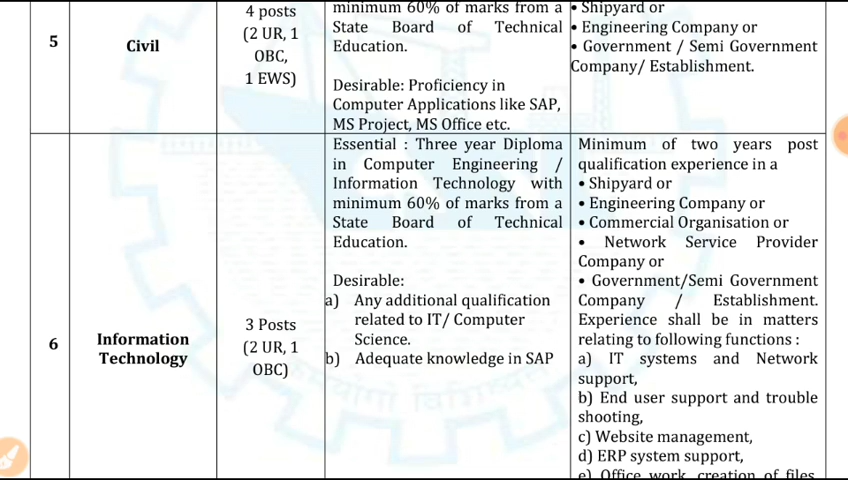 5
Civil
4 posts
(2 UR, 1
OBC,
1 EWS)
minimum 60% of marks from a
State Board of Technical
Education.
Desirable: Proficiency in
Computer Applications like SAP,
MS Project, MS Office etc.
• Shipyard or
• Engineering Company or
• Government / Semi Government
Company/ Establishment.
6
Information
Technology
3 Posts
(2 UR, 1
OBC)
Essential : Three year Diploma
in Computer Engineering /
Information Technology with
minimum 60% of marks from a
State Board of Technical
Education.
Desirable:
a) Any additional qualification
related to IT/ Computer
Science.
b) Adequate knowledge in SAP
Minimum of two years post
qualification experience in a
• Shipyard or
• Engineering Company or
• Commercial Organisation or
• Network Service Provider
Company or
• Government/Semi Government
Company / Establishment.
Experience shall be in matters
relating to following functions :
a) IT systems and Network
support,
b) End user support and trouble
shooting,
c) Website management,
d) ERP system support,
e) Office work, creation of files,